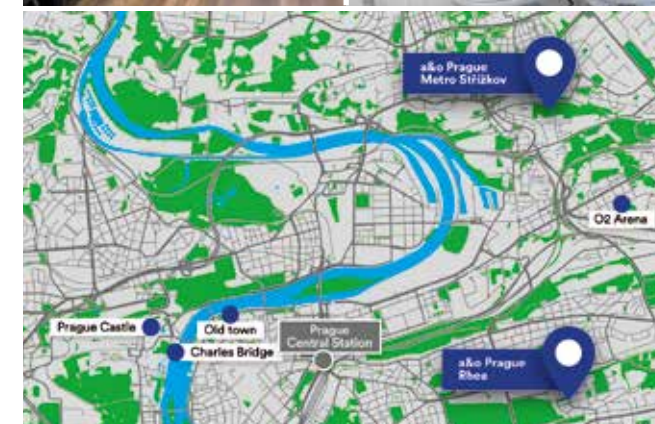 a&o Prague
Metro Střížkov
O2 Arena
Prague Castle
Old town
Charles Bridge
Prague
Central Station
a&o Prague
Rhea